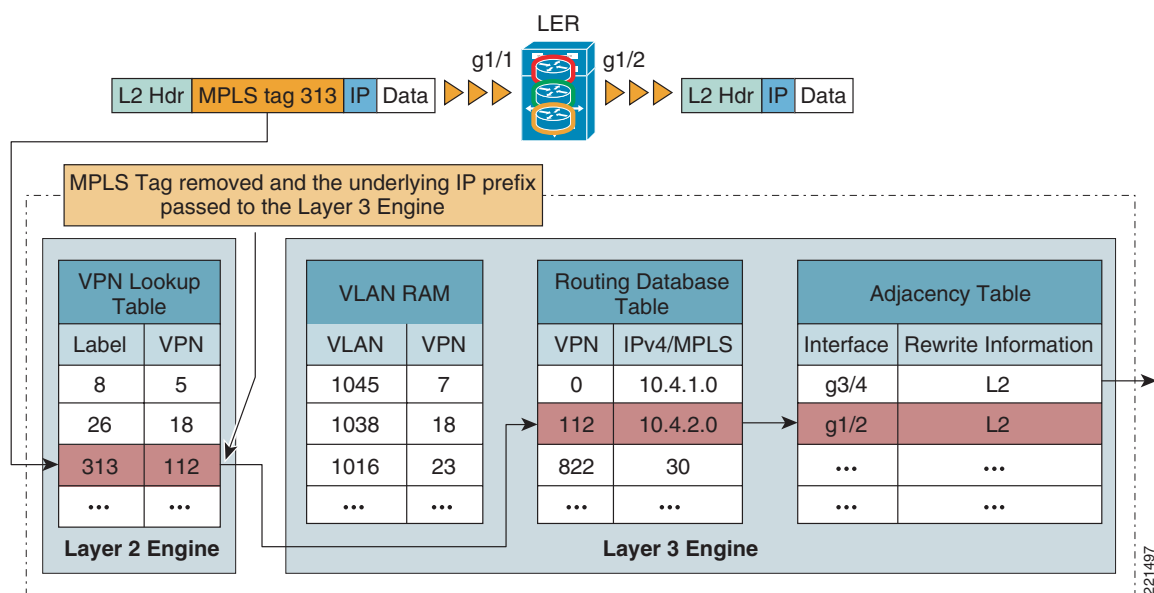 LER
g1/1
g1/2
L2 Hdr MPLS tag 313 IP Data
L2 Hdr IP Data
MPLS Tag removed and the underlying IP prefix
passed to the Layer 3 Engine
VPN Lookup
Table
Label VPN
8 5
26 18
313 112
... ...
Layer 2 Engine
VLAN RAM
VLAN VPN
1045 7
1038 18
1016 23
... ...
Routing Database
Table
VPN IPv4/MPLS
0 10.4.1.0
112 10.4.2.0
822 30
... ...
Adjacency Table
Interface Rewrite Information
g3/4 L2
g1/2 L2
... ...
... ...
Layer 3 Engine
221497